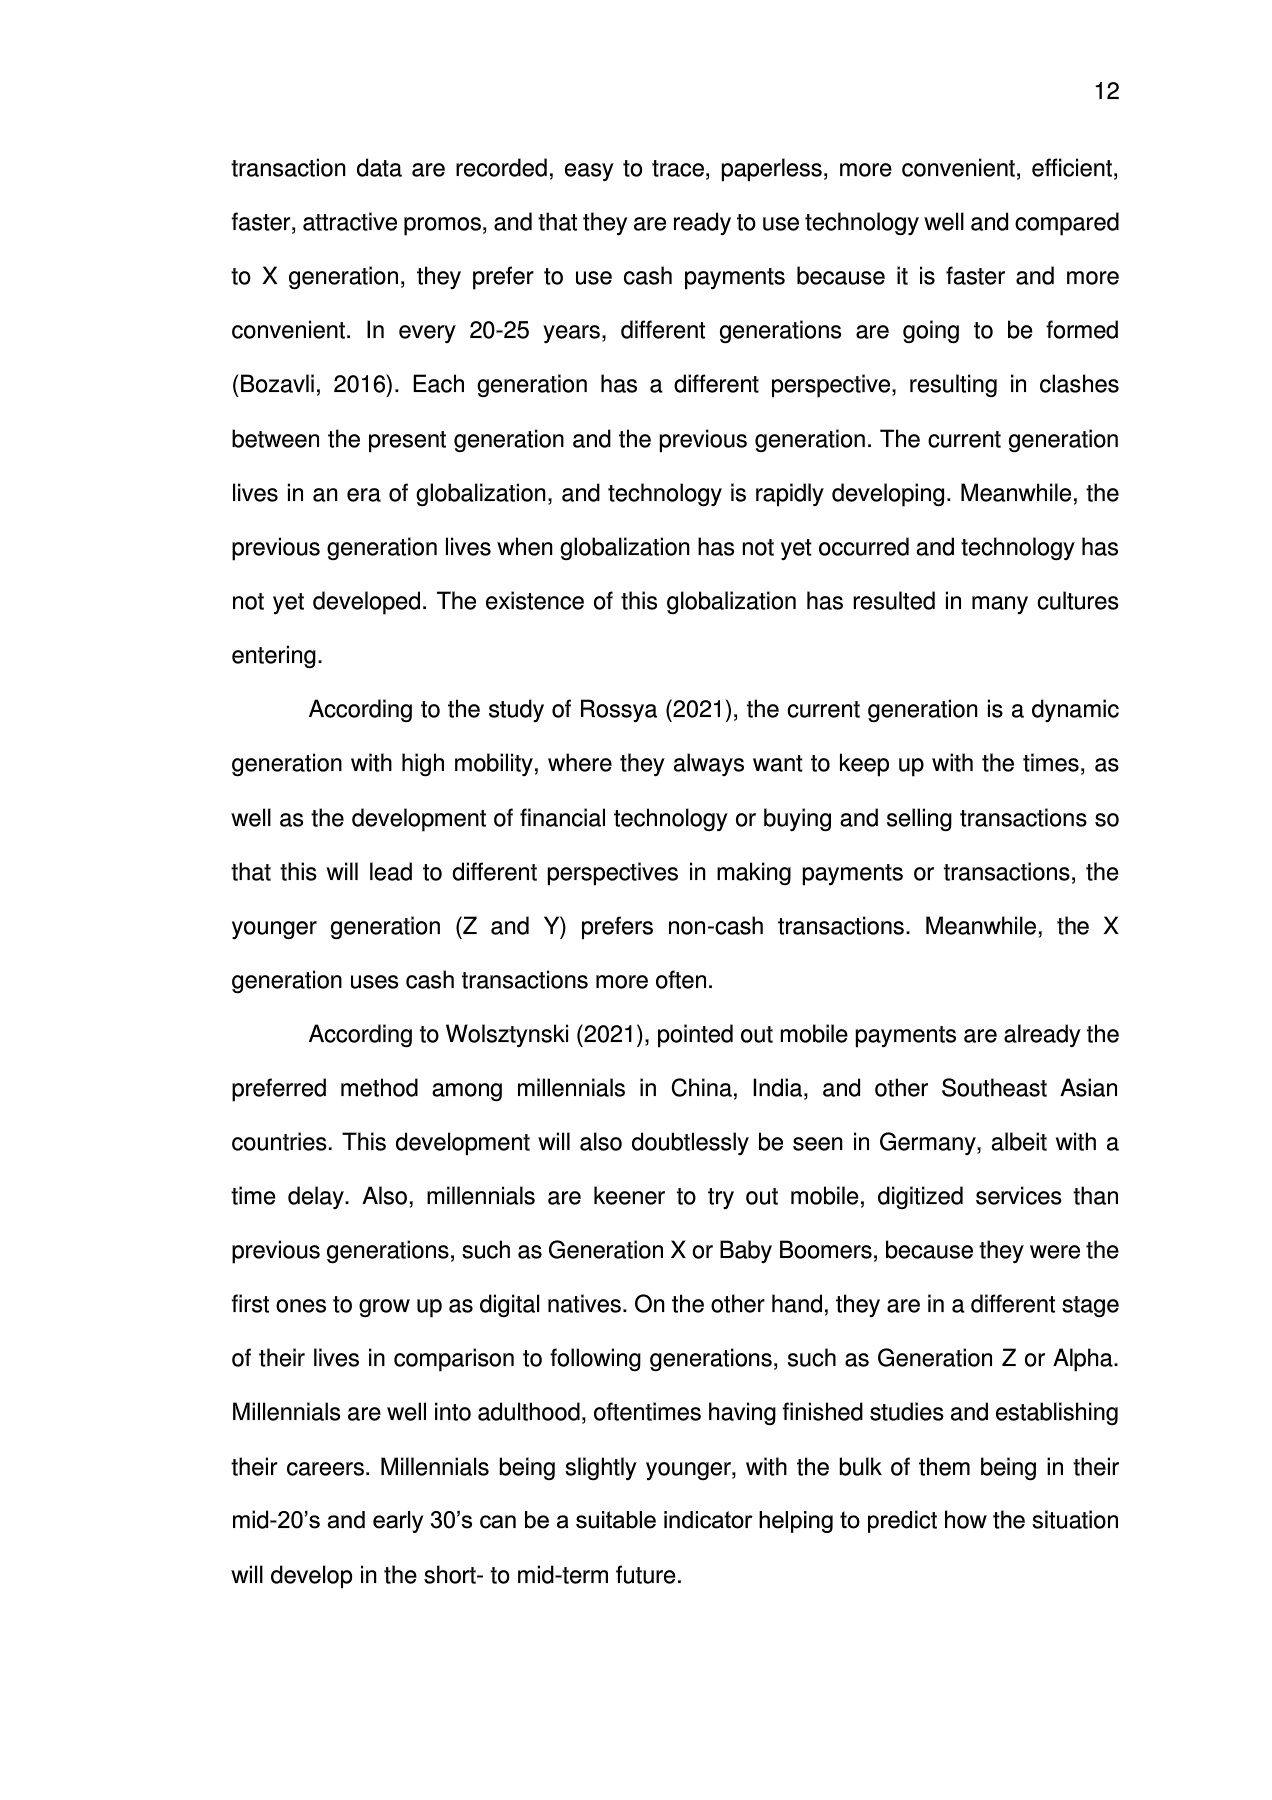 12
transaction data are recorded, easy to trace, paperless, more convenient, efficient,
faster, attractive promos, and that they are ready to use technology well and compared
to X generation, they prefer to use cash payments because it is faster and more
convenient. In every 20-25 years, different generations are going to be formed
(Bozavli, 2016). Each generation has a different perspective, resulting in clashes
between the present generation and the previous generation. The current generation
lives in an era of globalization, and technology is rapidly developing. Meanwhile, the
previous generation lives when globalization has not yet occurred and technology has
not yet developed. The existence of this globalization has resulted in many cultures
entering.
According to the study of Rossya (2021), the current generation is a dynamic
generation with high mobility, where they always want to keep up with the times, as
well as the development of financial technology or buying and selling transactions so
that this will lead to different perspectives in making payments or transactions, the
younger generation (Z and Y) prefers non-cash transactions. Meanwhile, the X
generation uses cash transactions more often.
According to Wolsztynski (2021), pointed out mobile payments are already the
preferred method among millennials in China, India, and other Southeast Asian
countries. This development will also doubtlessly be seen in Germany, albeit with a
time delay. Also, millennials are keener to try out mobile, digitized services than
previous generations, such as Generation X or Baby Boomers, because they were the
first ones to grow up as digital natives. On the other hand, they are in a different stage
of their lives in comparison to following generations, such as Generation Z or Alpha.
Millennials are well into adulthood, oftentimes having finished studies and establishing
their careers. Millennials being slightly younger, with the bulk of them being in their
mid-20’s and early 30’s can be a suitable indicator helping to predict how the situation
will develop in the short- to mid-term future.